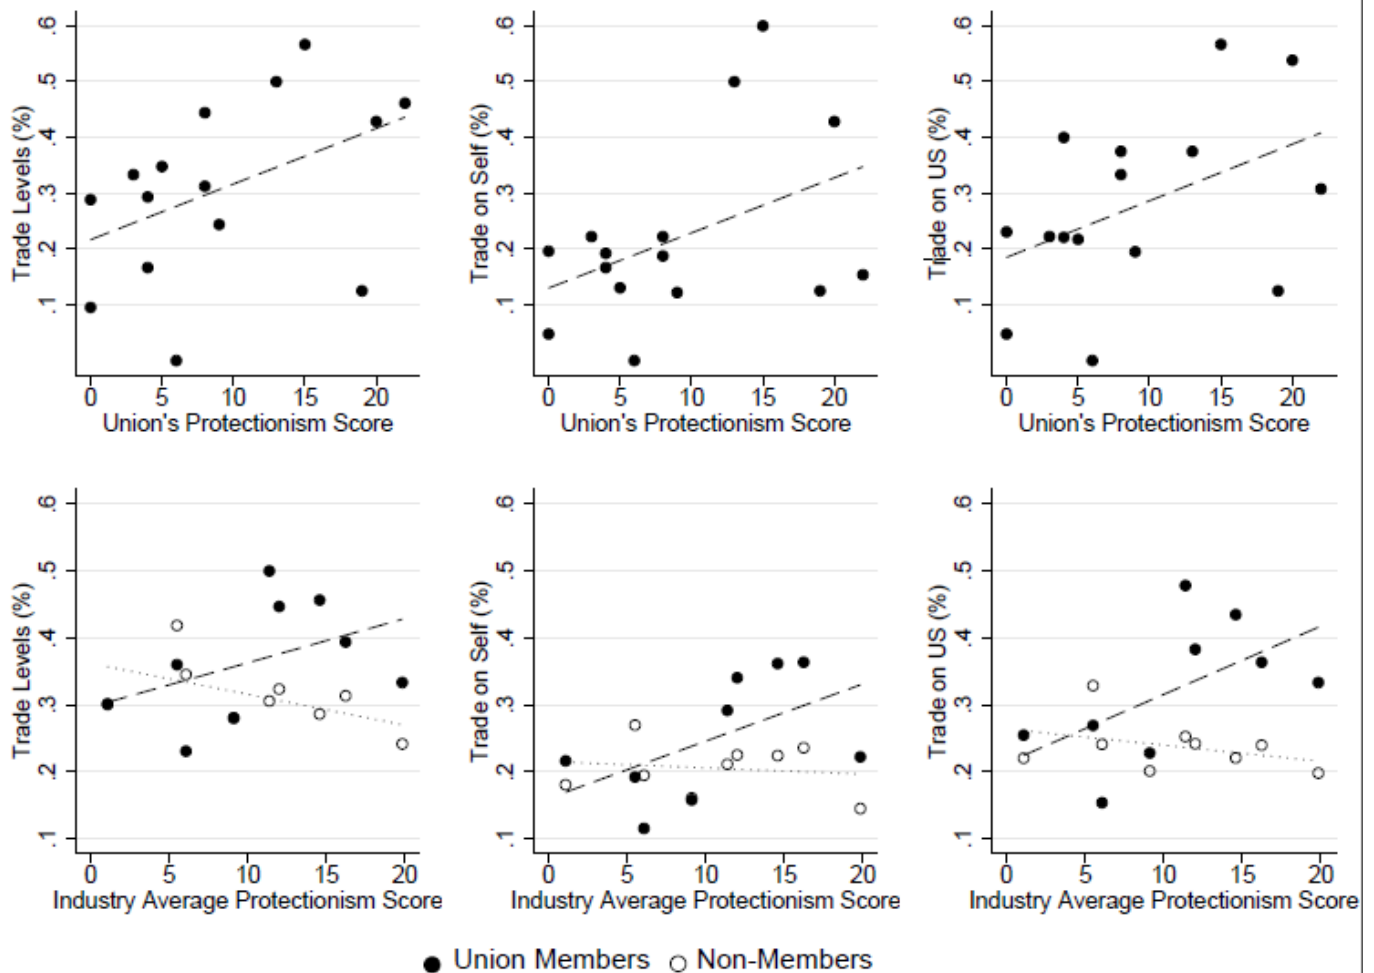 Trade Levels (%)
.6
.5
.4
.3
.2
.1
0 5 10 15 20
Union's Protectionism Score
Trade on Self (%)
.6
.5
.4
.3
.2
.1
0 5 10 15 20
Union's Protectionism Score
Trade on US (%)
.6
.5
.4
.3
.2
.1
0 5 10 15 20
Union's Protectionism Score
Trade Levels (%)
.6
.5
.4
.3
.2
.1
0 5 10 15 20
Industry Average Protectionism Score
Trade on Self (%)
.6
.5
.4
.3
.2
.1
0 5 10 15 20
Industry Average Protectionism Score
Trade on US (%)
.6
.5
.4
.3
.2
.1
0 5 10 15 20
Industry Average Protectionism Score
Union Members Non-Members